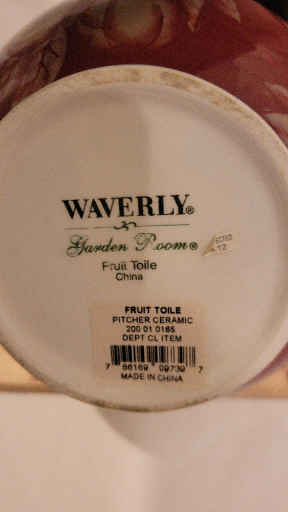 WAVERLY®
Garden Room®
Fruit Toile
China
FRUIT TOILE
PITCHER CERAMIC
200 01 0165
DEPT CL ITEM
7 86169 09739 7
MADE IN CHINA